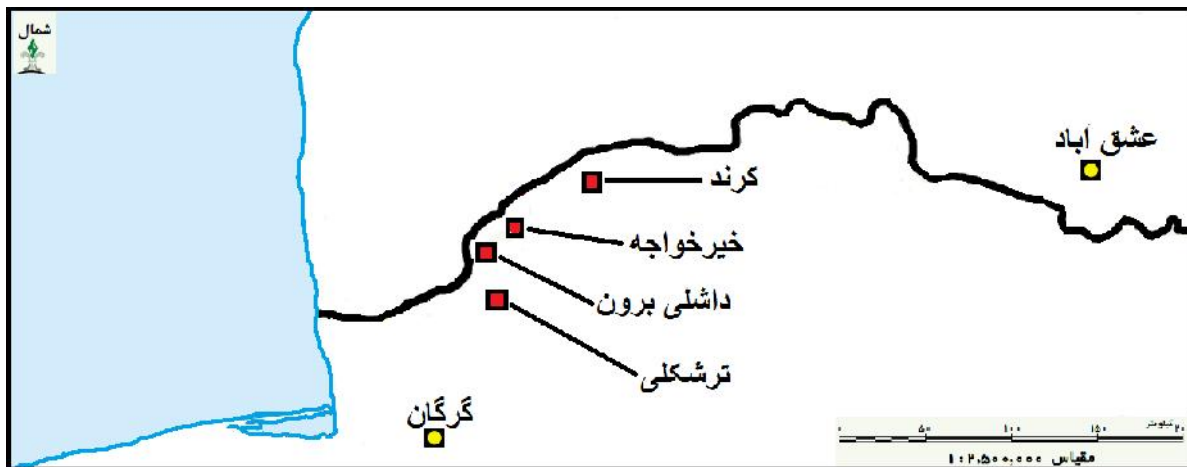 شمال
عشق آباد
کرند
خیرخواجه
داشلی برون
ترشکلی
گرگان
۰ ۵۰ ۱۰۰ ۱۵۰ ۲۰ کیلومتر
مقیاس ۱:۲,۵۰۰,۰۰۰